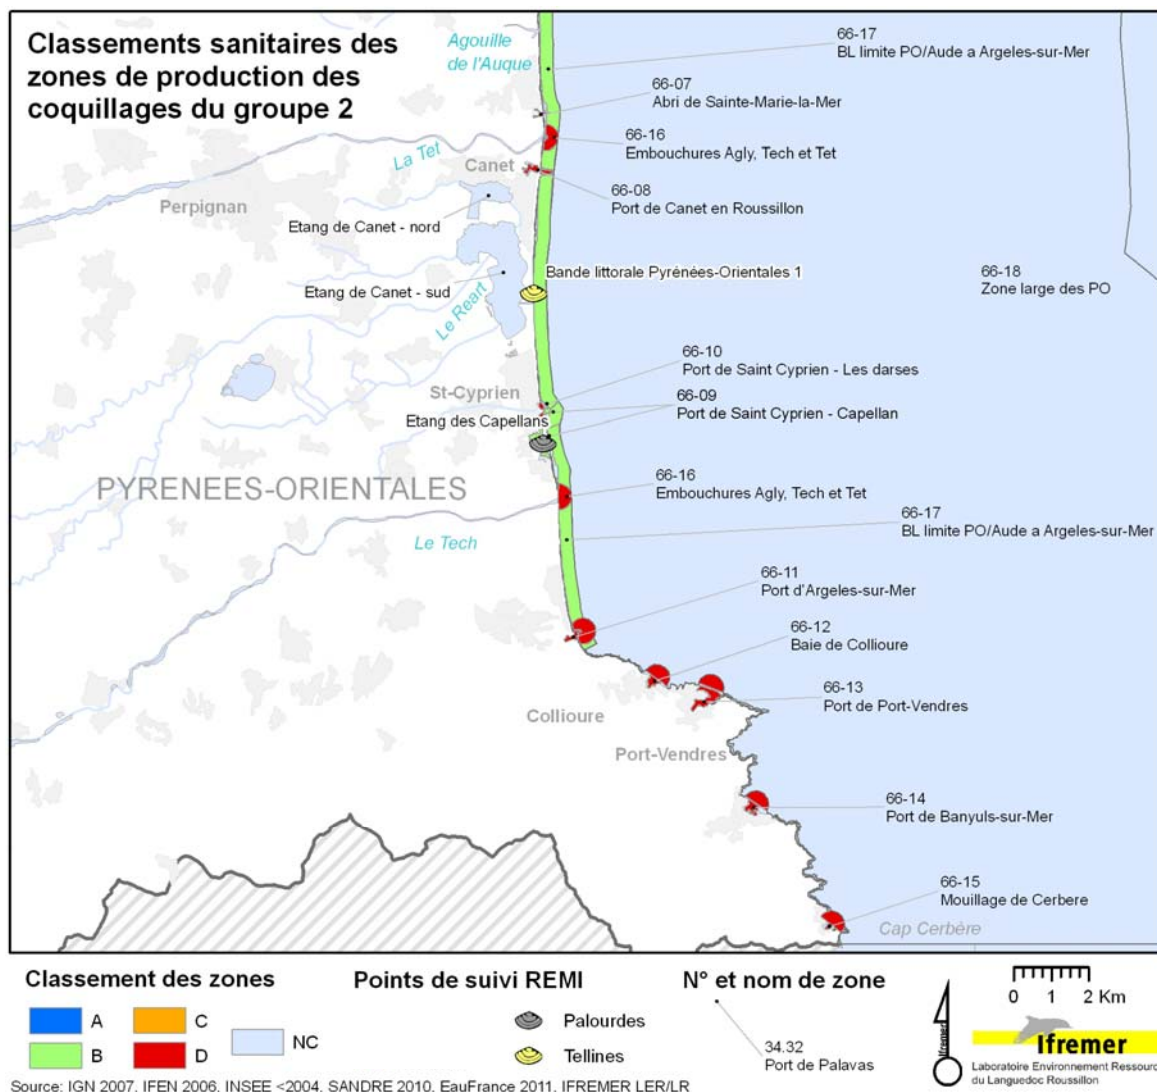 Classements sanitaires des
zones de production des
coquillages du groupe 2
Agouille
de l'Auque
66-17
BL limite PO/Aude a Argeles-sur-Mer
66-07
Abri de Sainte-Marie-la-Mer
La Tet
66-16
Embouchures Agly, Tech et Tet
Canet
66-08
Port de Canet en Roussillon
Perpignan
Etang de Canet - nord
Bande littorale Pyrénées-Orientales 1
66-18
Zone large des PO
Etang de Canet - sud
Le Reart
66-10
Port de Saint Cyprien - Les darses
St-Cyprien
66-09
Port de Saint Cyprien - Capellan
Etang des Capellans
PYRENEES-ORIENTALES
66-16
Embouchures Agly, Tech et Tet
Le Tech
66-17
BL limite PO/Aude a Argeles-sur-Mer
66-11
Port d'Argeles-sur-Mer
66-12
Baie de Collioure
66-13
Port de Port-Vendres
Collioure
Port-Vendres
66-14
Port de Banyuls-sur-Mer
66-15
Mouillage de Cerbere
Cap Cerbère
Classement des zones
A
B
C
D
NC
Points de suivi REMI
Palourdes
Tellines
N° et nom de zone
34.32
Port de Palavas
0 1 2 Km
Ifremer
Ifremer
Laboratoire Environnement Ressourc
du Languedoc Roussillon
Source: IGN 2007, IFEN 2006, INSEE <2004, SANDRE 2010, EauFrance 2011, IFREMER LER/LR